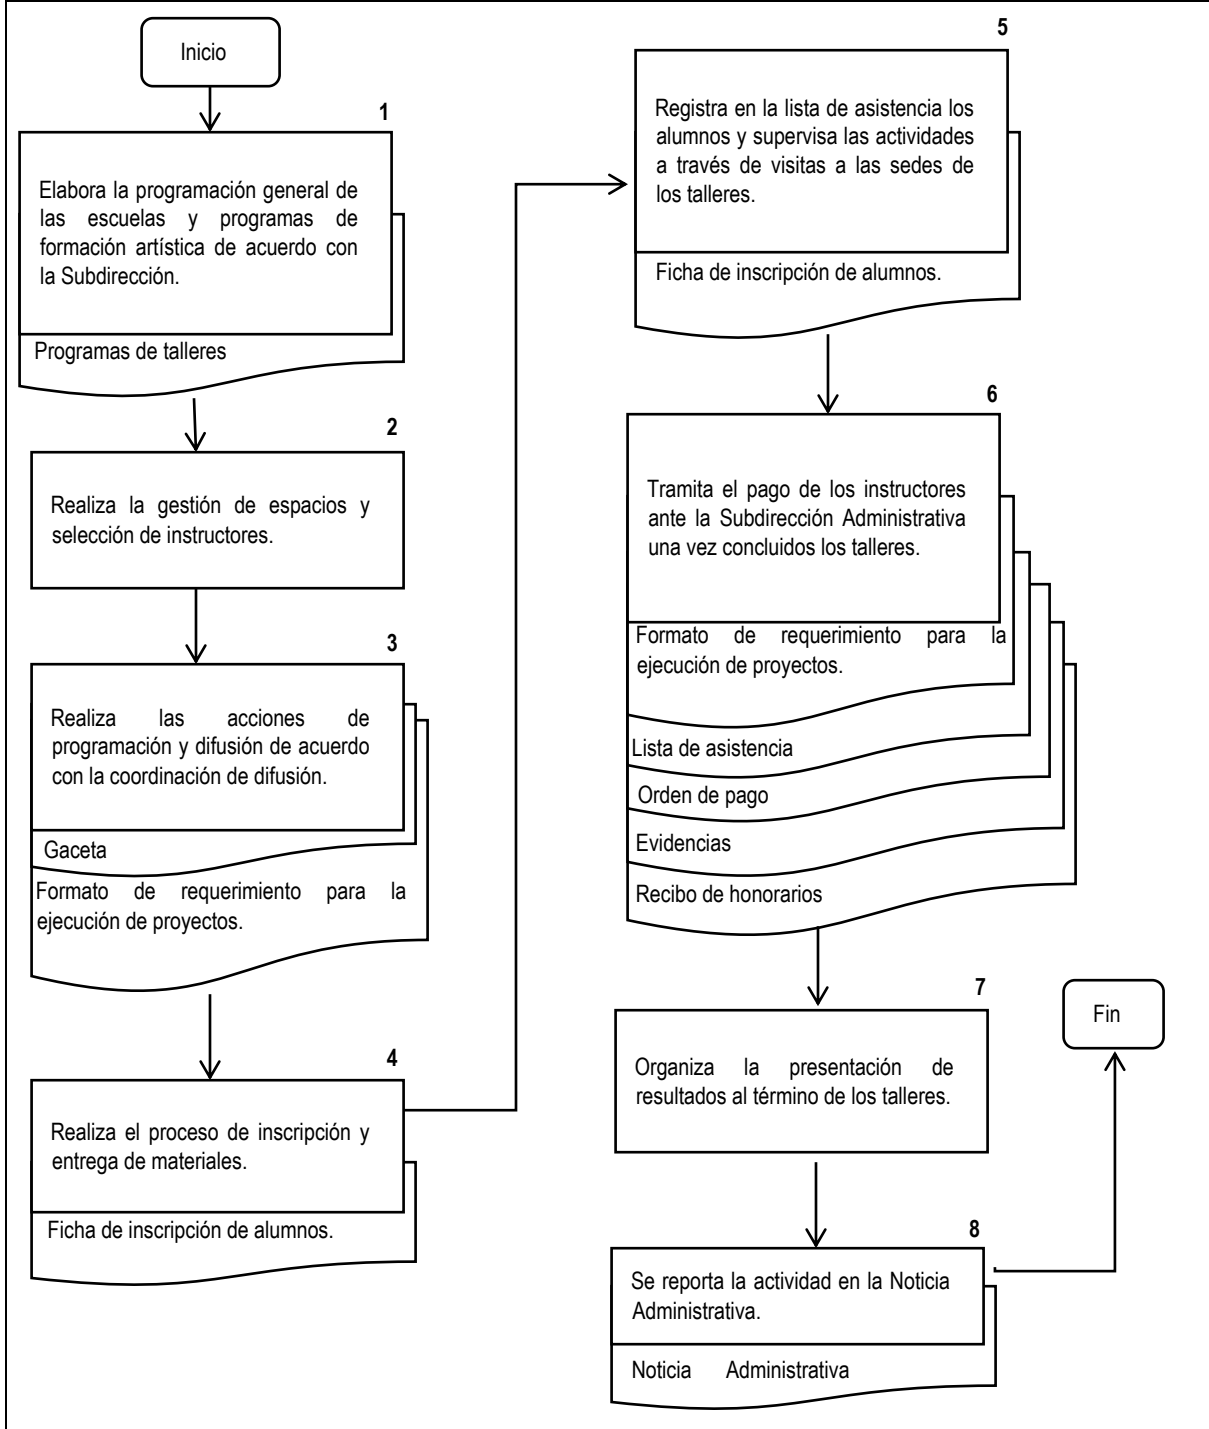 Inicio
1
Elabora la programación general de
las escuelas y programas de
formación artística de acuerdo con
la Subdirección.
Programas de talleres
2
Realiza la gestión de espacios y
selección de instructores.
3
Realiza las acciones de
programación y difusión de acuerdo
con la coordinación de difusión.
Gaceta
Formato de requerimiento para la
ejecución de proyectos.
4
Realiza el proceso de inscripción y
entrega de materiales.
Ficha de inscripción de alumnos.
5
Registra en la lista de asistencia los
alumnos y supervisa las actividades
a través de visitas a las sedes de
los talleres.
Ficha de inscripción de alumnos.
6
Tramita el pago de los instructores
ante la Subdirección Administrativa
una vez concluidos los talleres.
Formato de requerimiento para la
ejecución de proyectos.
Lista de asistencia
Orden de pago
Evidencias
Recibo de honorarios
7
Organiza la presentación de
resultados al término de los talleres.
8
Se reporta la actividad en la Noticia
Administrativa.
Noticia Administrativa
Fin